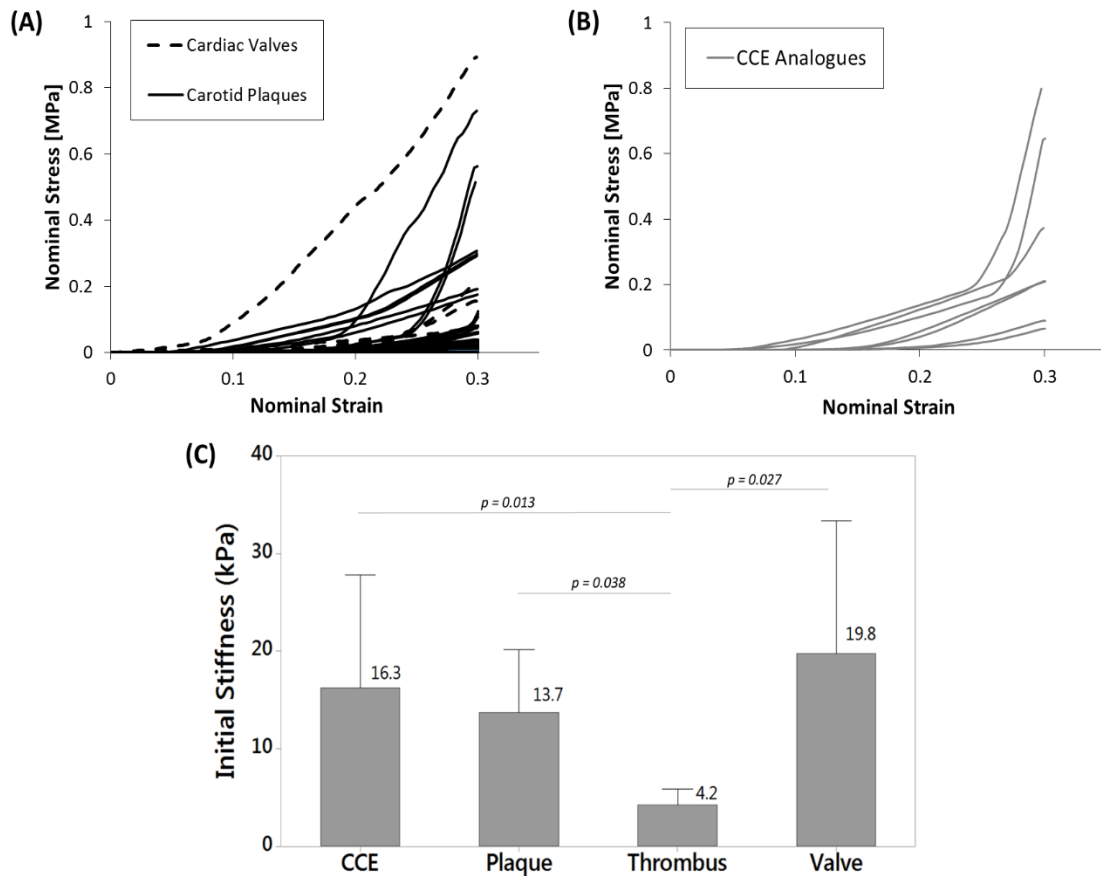 (A)
Cardiac Valves
Carotid Plaques
Nominal Stress [MPa]
1
0.8
0.6
0.4
0.2
0
0
0.1
0.2
0.3
Nominal Strain
(B)
CCE Analogues
Nominal Stress [MPa]
1
0.8
0.6
0.4
0.2
0
0
0.1
0.2
0.3
Nominal Strain
(C)
Initial Stiffness (kPa)
40
30
20
10
0
p = 0.013
p = 0.027
p = 0.038
16.3
13.7
4.2
19.8
CCE
Plaque
Thrombus
Valve